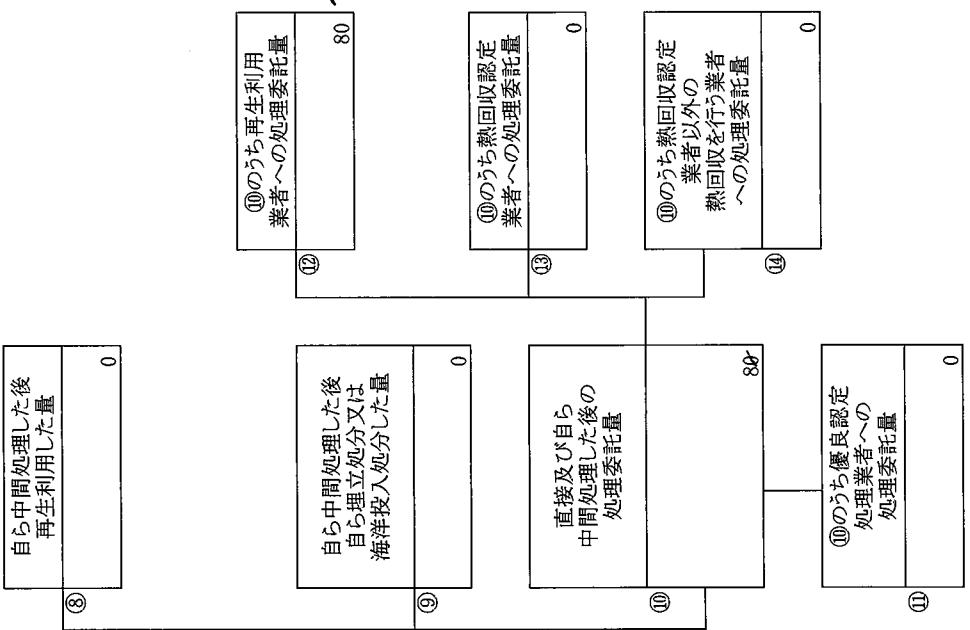 ⑧
自ら中間処理した後
再生利用した量
0
⑨
自ら中間処理した後
自ら埋立処分又は
海洋投入処分した量
0
⑩
直接及び自ら
中間処理した後の
処理委託量
80
⑪
⑩のうち優良認定
処理業者への
処理委託量
0
⑫
⑩のうち再生利用
業者への処理委託量
80
⑬
⑩のうち熱回収認定
業者への処理委託量
0
⑭
⑩のうち熱回収認定
業者以外の
熱回収を行う業者
への処理委託量
0